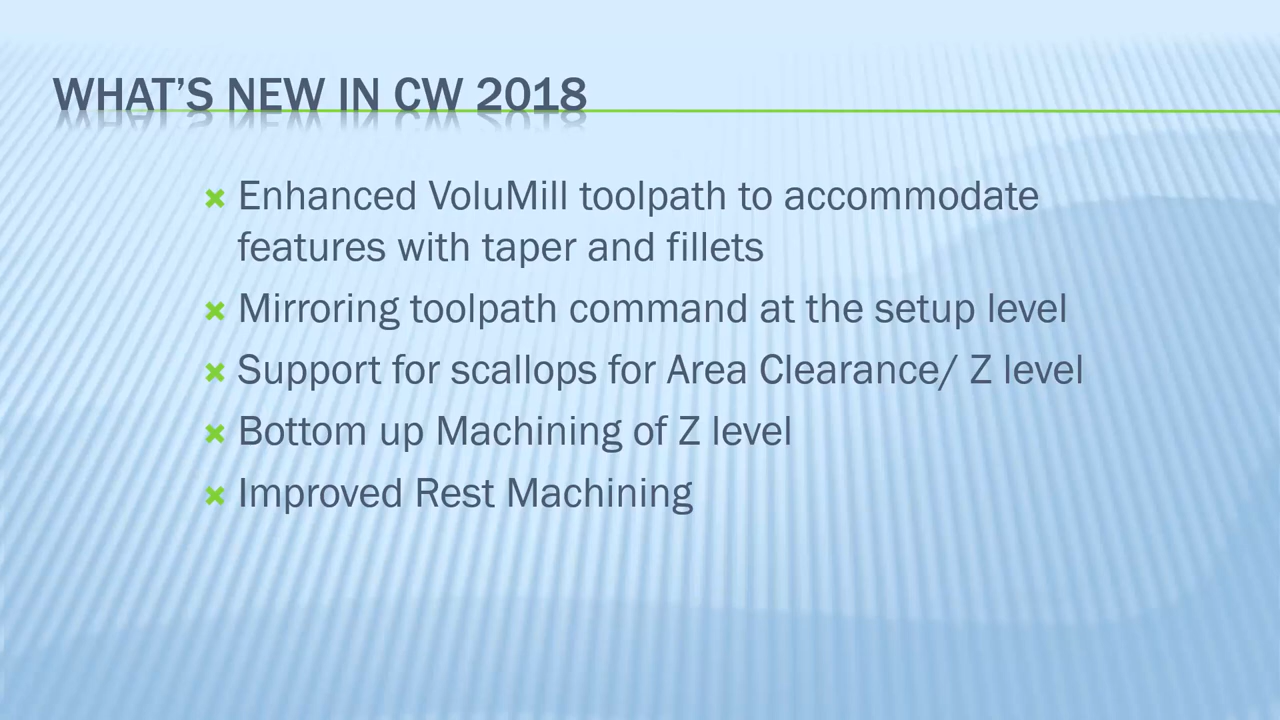 WHAT’S NEW IN CW 2018
Enhanced VoluMill toolpath to accommodate
features with taper and fillets
Mirroring toolpath command at the setup level
Support for scallops for Area Clearance/ Z level
Bottom up Machining of Z level
Improved Rest Machining